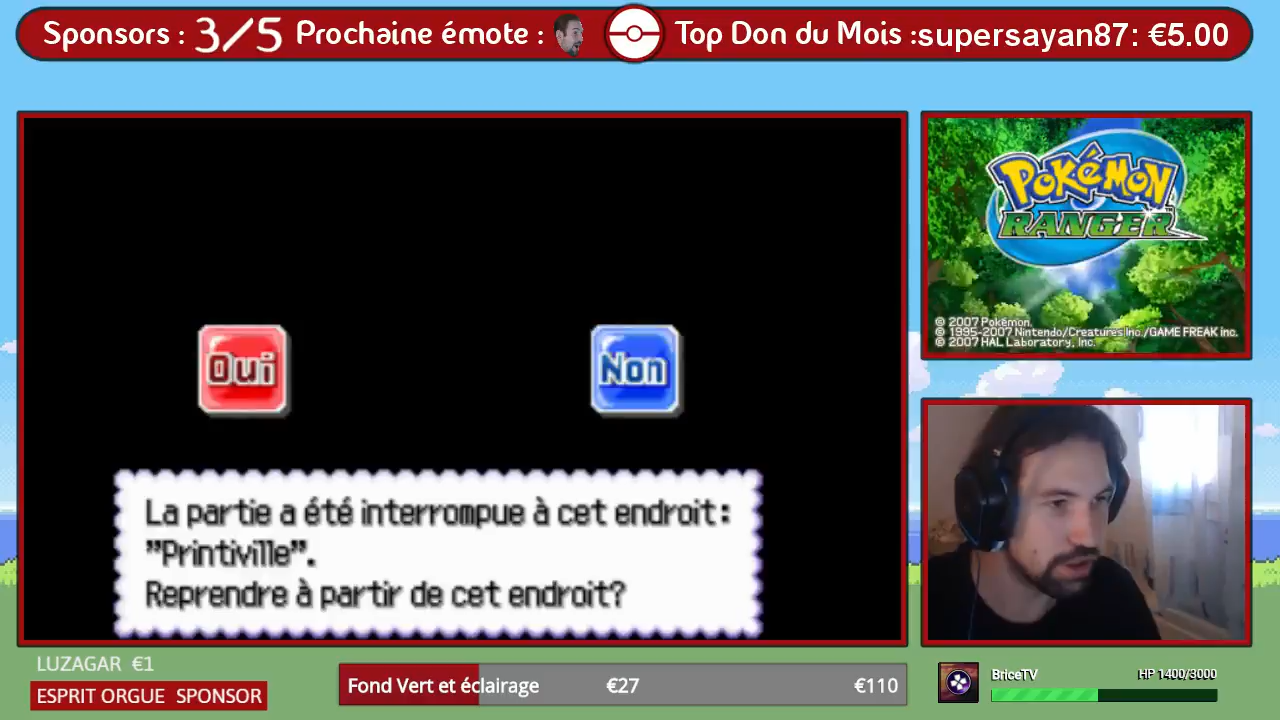 Sponsors : 3/5 Prochaine émote : Top Don du Mois :supersayan87: €5.00
Oui
Non
La partie a été interrompue à cet endroit:
"Printiville".
Reprendre à partir de cet endroit?
POKÉMON
RANGER
© 2007 Pokémon.
© 1995-2007 Nintendo/Creatures Inc./GAME FREAK inc.
© 2007 HAL Laboratory, Inc.
LUZAGAR €1
ESPRIT ORGUE SPONSOR
Fond Vert et éclairage €27 €110
BriceTV HP 1400/3000